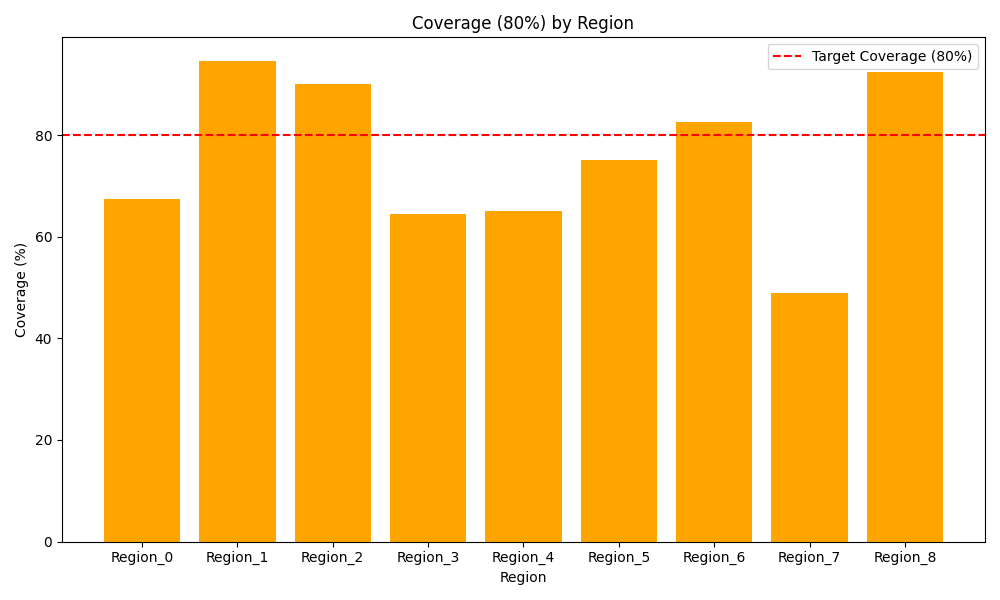 Coverage (80%) by Region
Target Coverage (80%)
Coverage (%)
80
60
40
20
0
Region_0 Region_1 Region_2 Region_3 Region_4 Region_5 Region_6 Region_7 Region_8
Region